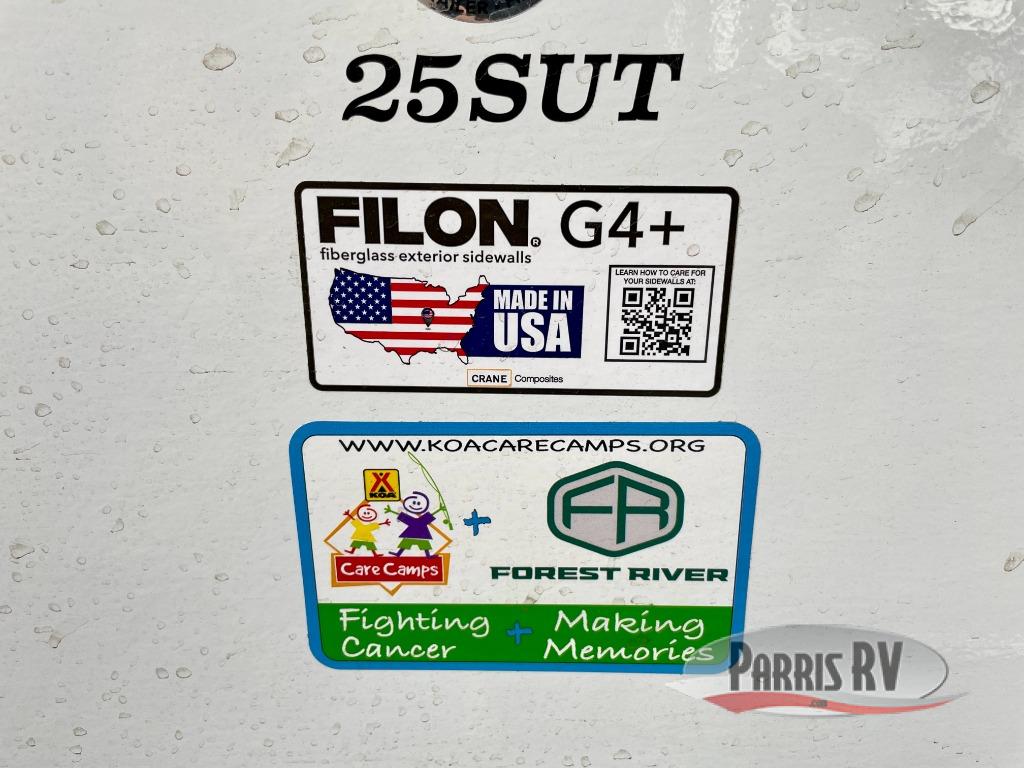 25SUT
FILON® G4+
fiberglass exterior sidewalls
MADE IN
USA
LEARN HOW TO CARE FOR
YOUR SIDEWALLS AT:
CRANE Composites
WWW.KOACARECAMPS.ORG
KOA
Care Camps
+
FR
FOREST RIVER
Fighting
Cancer
+
Making
Memories
PARRIS RV
.com